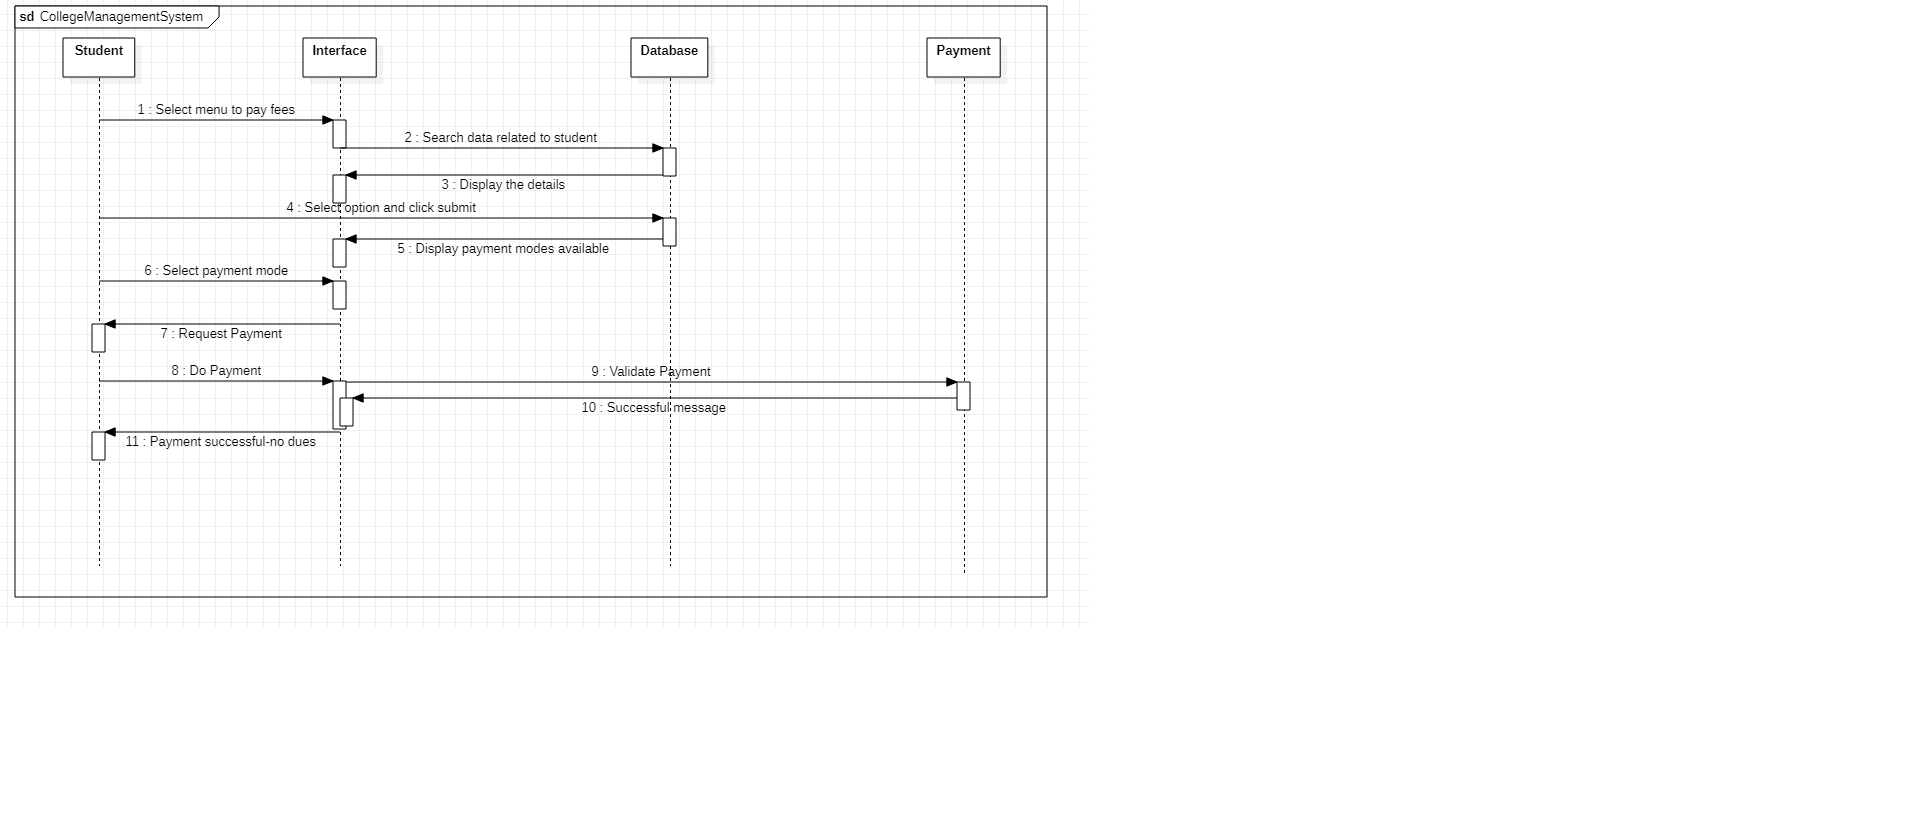 sd CollegeManagementSystem
Student
Interface
Database
Payment
1 : Select menu to pay fees
2 : Search data related to student
3 : Display the details
4 : Select option and click submit
5 : Display payment modes available
6 : Select payment mode
7 : Request Payment
8 : Do Payment
9 : Validate Payment
10 : Successful message
11 : Payment successful-no dues